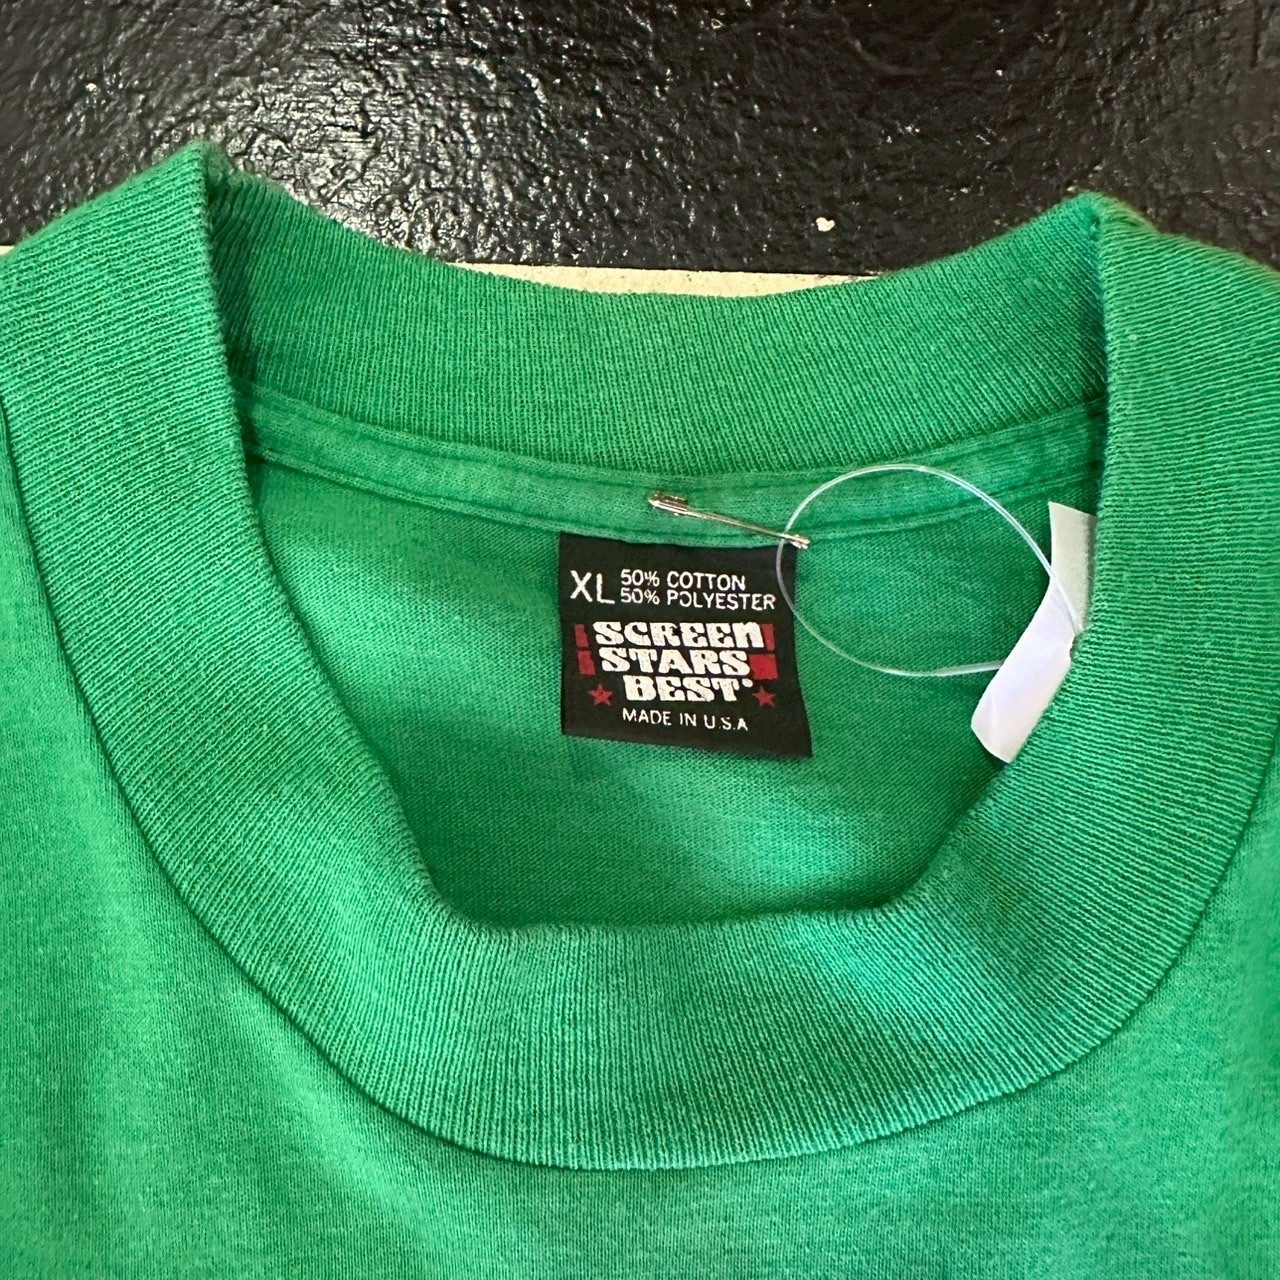 XL 50% COTTON
50% POLYESTER
SCREEN
STARS
BEST®
MADE IN U.S.A